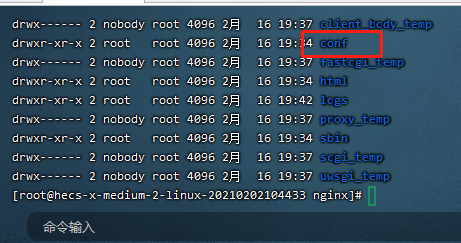 drwx------ 2 nobody root 4096 2月 16 19:37 client_body_temp
drwxr-xr-x 2 root root 4096 2月 16 19:34 conf
drwx------ 2 nobody root 4096 2月 16 19:37 fastcgi_temp
drwxr-xr-x 2 root root 4096 2月 16 19:34 html
drwxr-xr-x 2 root root 4096 2月 16 19:42 logs
drwx------ 2 nobody root 4096 2月 16 19:37 proxy_temp
drwxr-xr-x 2 root root 4096 2月 16 19:34 sbin
drwx------ 2 nobody root 4096 2月 16 19:37 scgi_temp
drwx------ 2 nobody root 4096 2月 16 19:37 uwsgi_temp
[root@hecs-x-medium-2-linux-20210202104433 nginx]#
命令输入